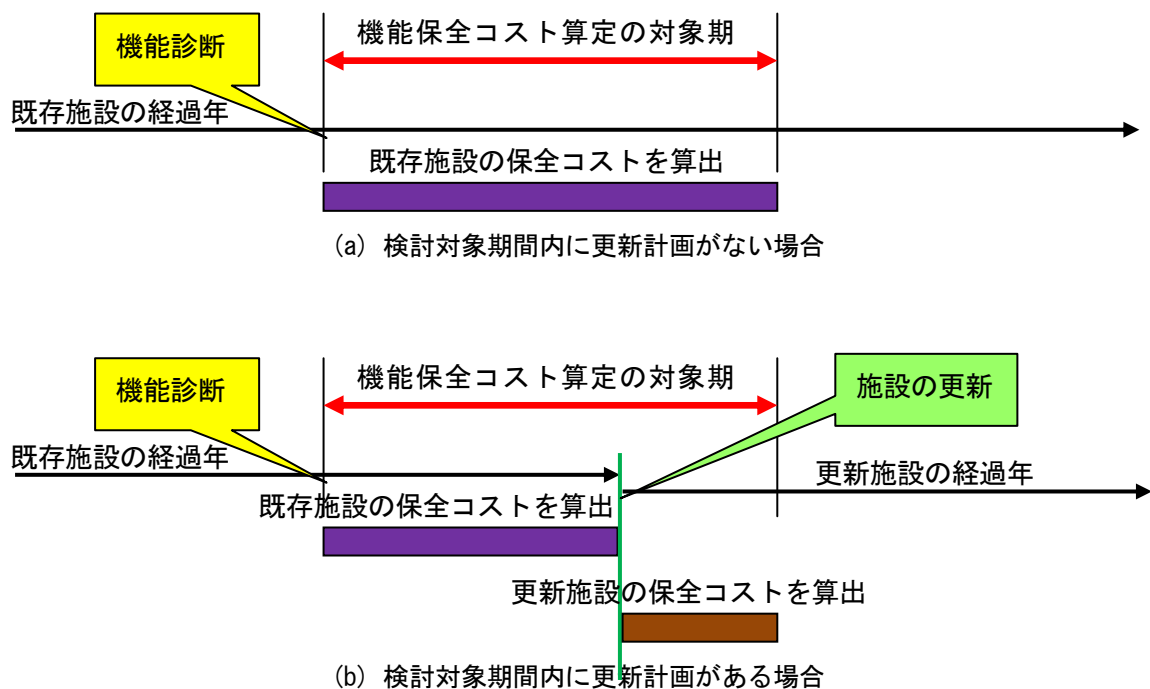 機能診断
機能保全コスト算定の対象期
既存施設の経過年
既存施設の保全コストを算出
(a) 検討対象期間内に更新計画がない場合
機能診断
機能保全コスト算定の対象期
施設の更新
既存施設の経過年
更新施設の経過年
既存施設の保全コストを算出
更新施設の保全コストを算出
(b) 検討対象期間内に更新計画がある場合